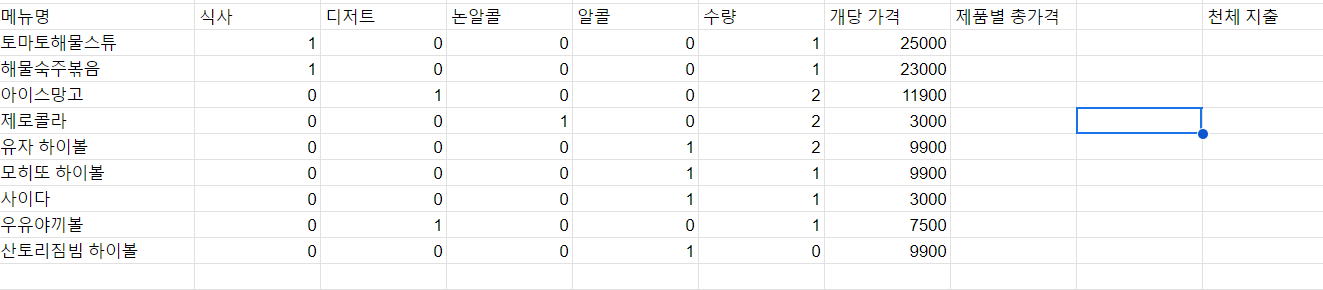 메뉴명 식사 디저트 논알콜 알콜 수량 개당 가격 제품별 총가격 천체 지출
토마토해물스튜 1 0 0 0 1 25000
해물숙주볶음 1 0 0 0 1 23000
아이스망고 0 1 0 0 2 11900
제로콜라 0 0 1 0 2 3000
유자 하이볼 0 0 0 1 2 9900
모히또 하이볼 0 0 0 1 1 9900
사이다 0 0 0 1 1 3000
우유야끼볼 0 1 0 0 1 7500
산토리짐빔 하이볼 0 0 0 1 0 9900